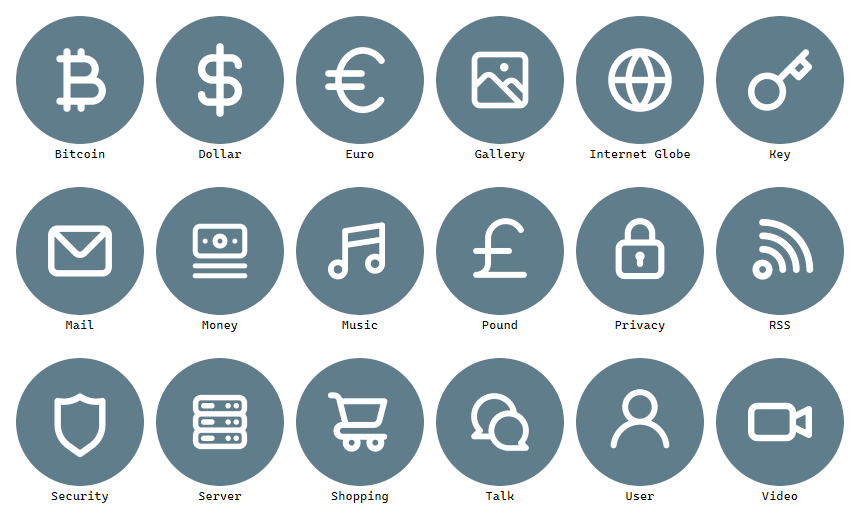 Bitcoin Dollar Euro Gallery Internet Globe Key
Mail Money Music Pound Privacy RSS
Security Server Shopping Talk User Video